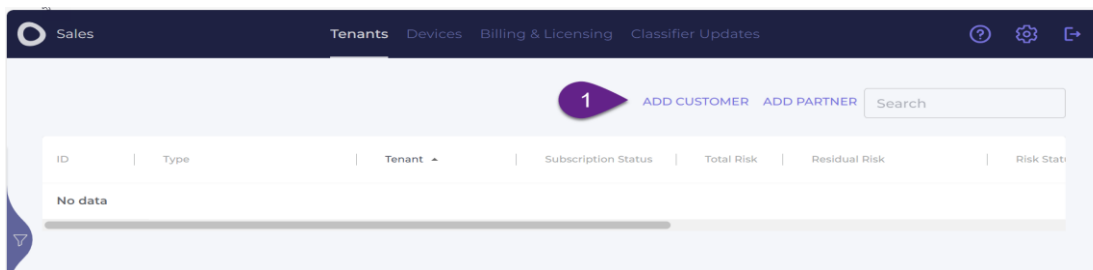 Sales Tenants Devices Billing & Licensing Classifier Updates
1 ADD CUSTOMER ADD PARTNER Search
ID Type Tenant Subscription Status Total Risk Residual Risk Risk Statu
No data